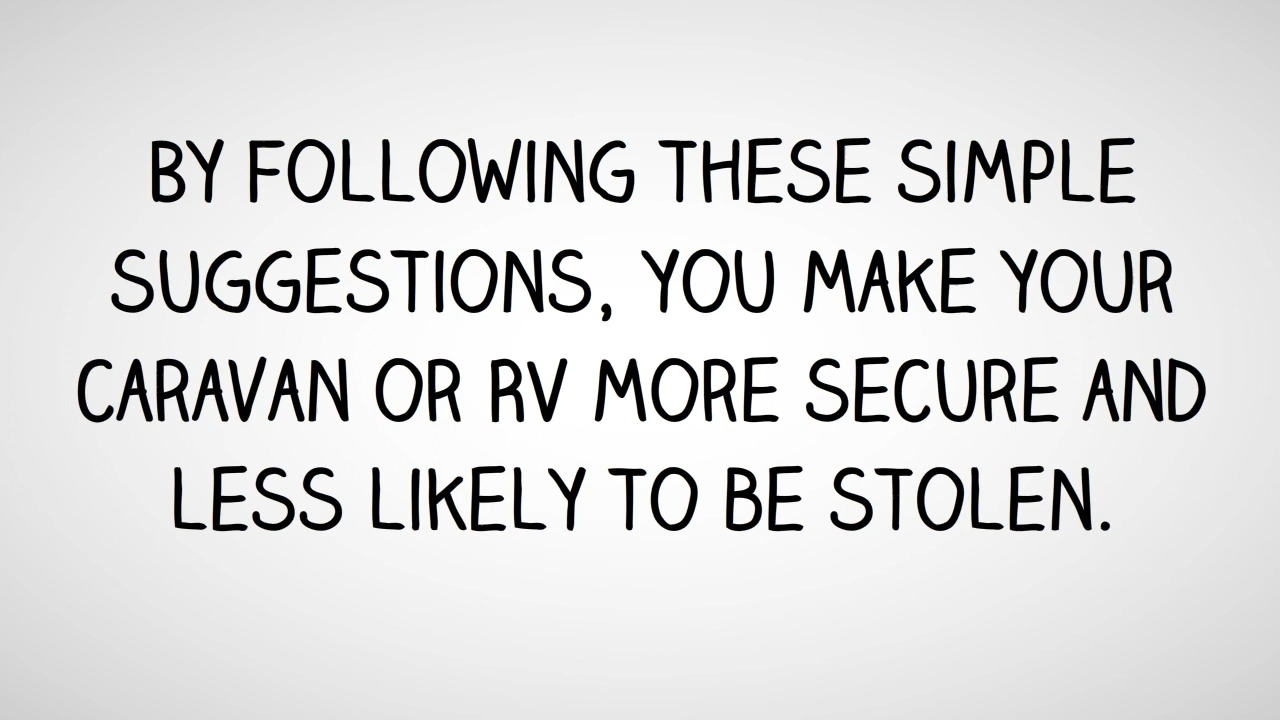 BY FOLLOWING THESE SIMPLE
SUGGESTIONS, YOU MAKE YOUR
CARAVAN OR RV MORE SECURE AND
LESS LIKELY TO BE STOLEN.